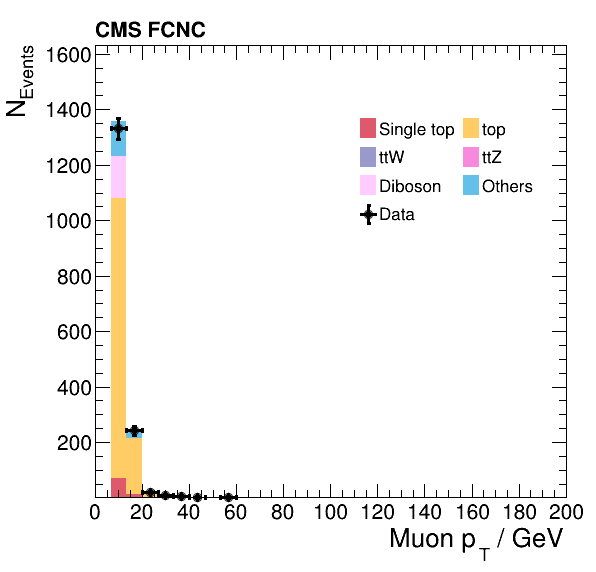 CMS FCNC
N_Events
1600
1400
1200
1000
800
600
400
200
Single top
top
ttW
ttZ
Diboson
Others
Data
0 20 40 60 80 100 120 140 160 180 200
Muon p_T / GeV